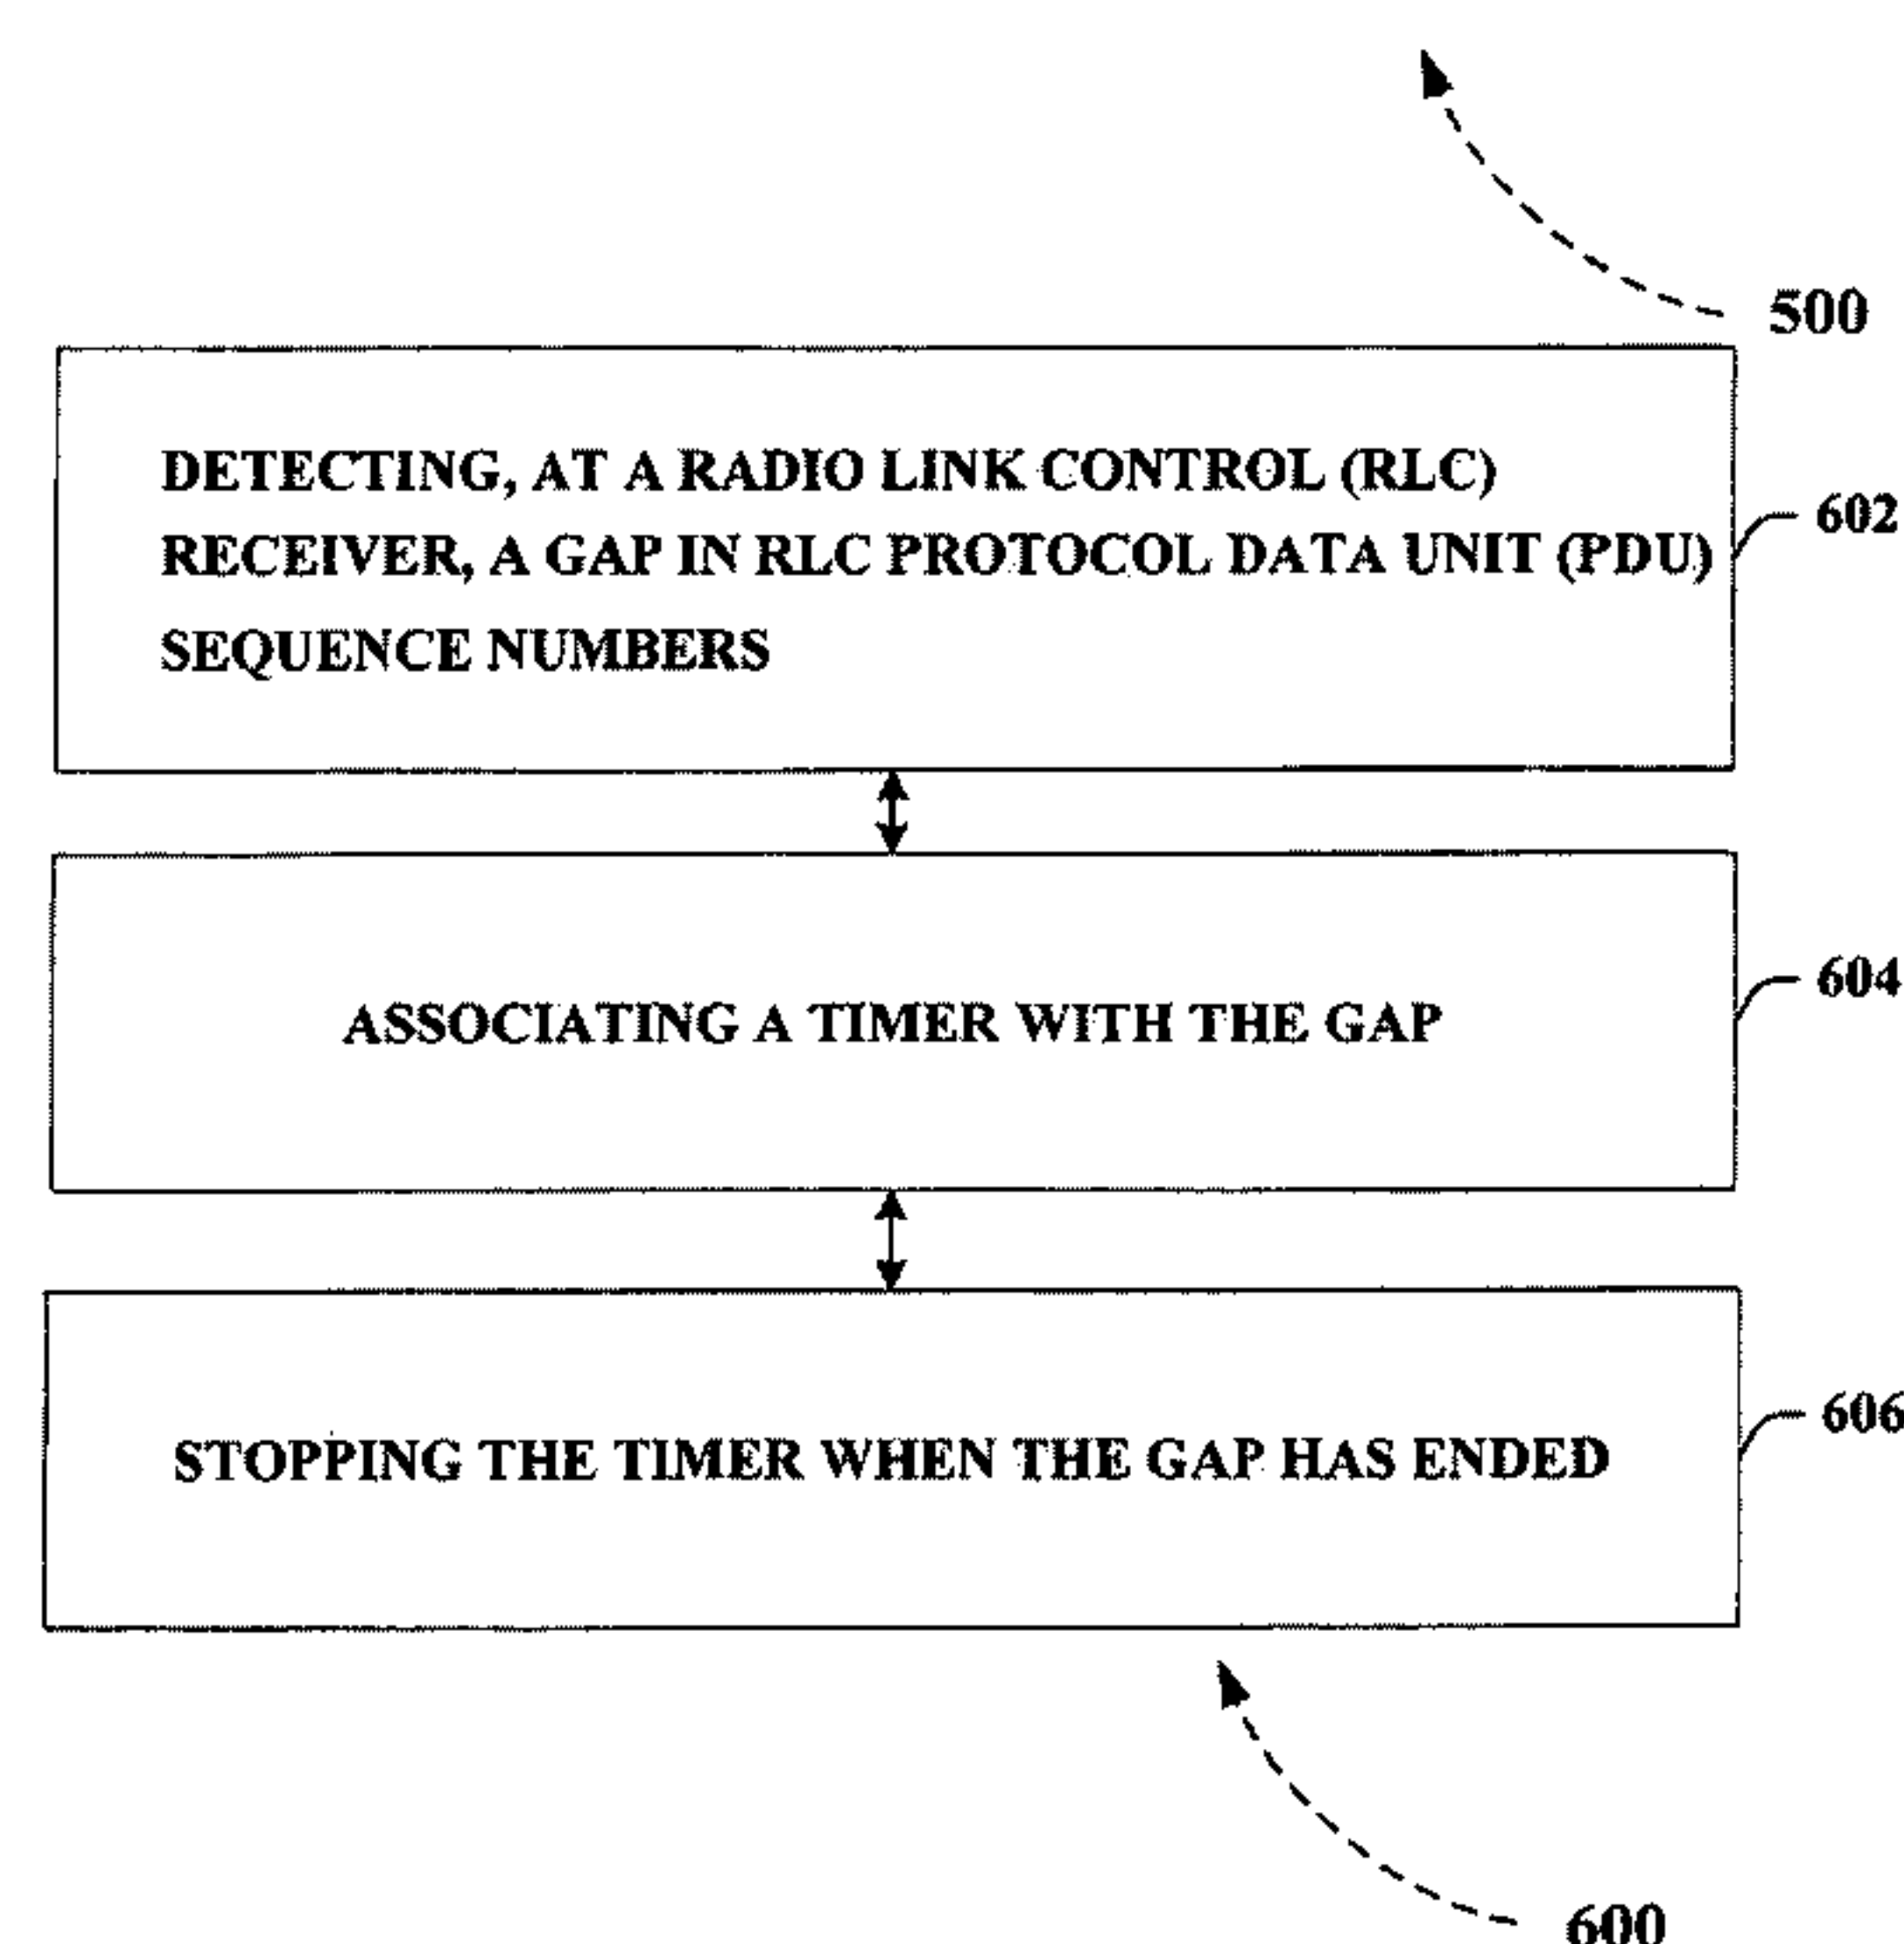 500
DETECTING, AT A RADIO LINK CONTROL (RLC)
RECEIVER, A GAP IN RLC PROTOCOL DATA UNIT (PDU)
SEQUENCE NUMBERS
602
ASSOCIATING A TIMER WITH THE GAP
604
STOPPING THE TIMER WHEN THE GAP HAS ENDED
606
600